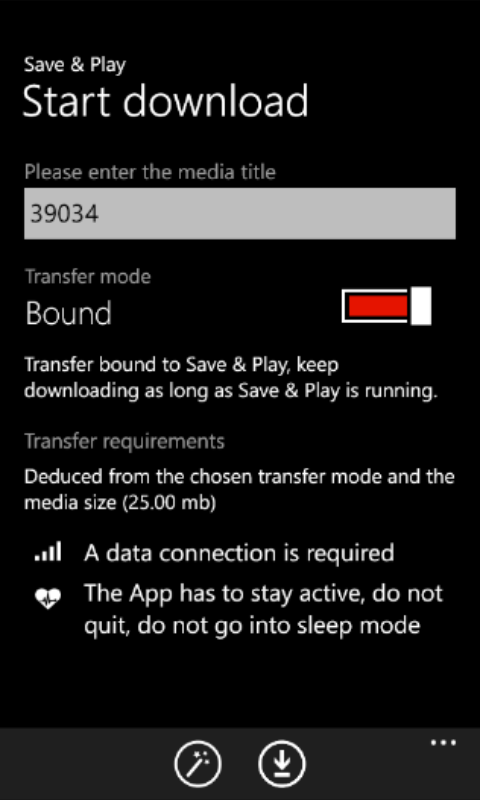 Save & Play
Start download
Please enter the media title
39034
Transfer mode
Bound
Transfer bound to Save & Play, keep
downloading as long as Save & Play is running.
Transfer requirements
Deduced from the chosen transfer mode and the
media size (25.00 mb)
A data connection is required
The App has to stay active, do not
quit, do not go into sleep mode